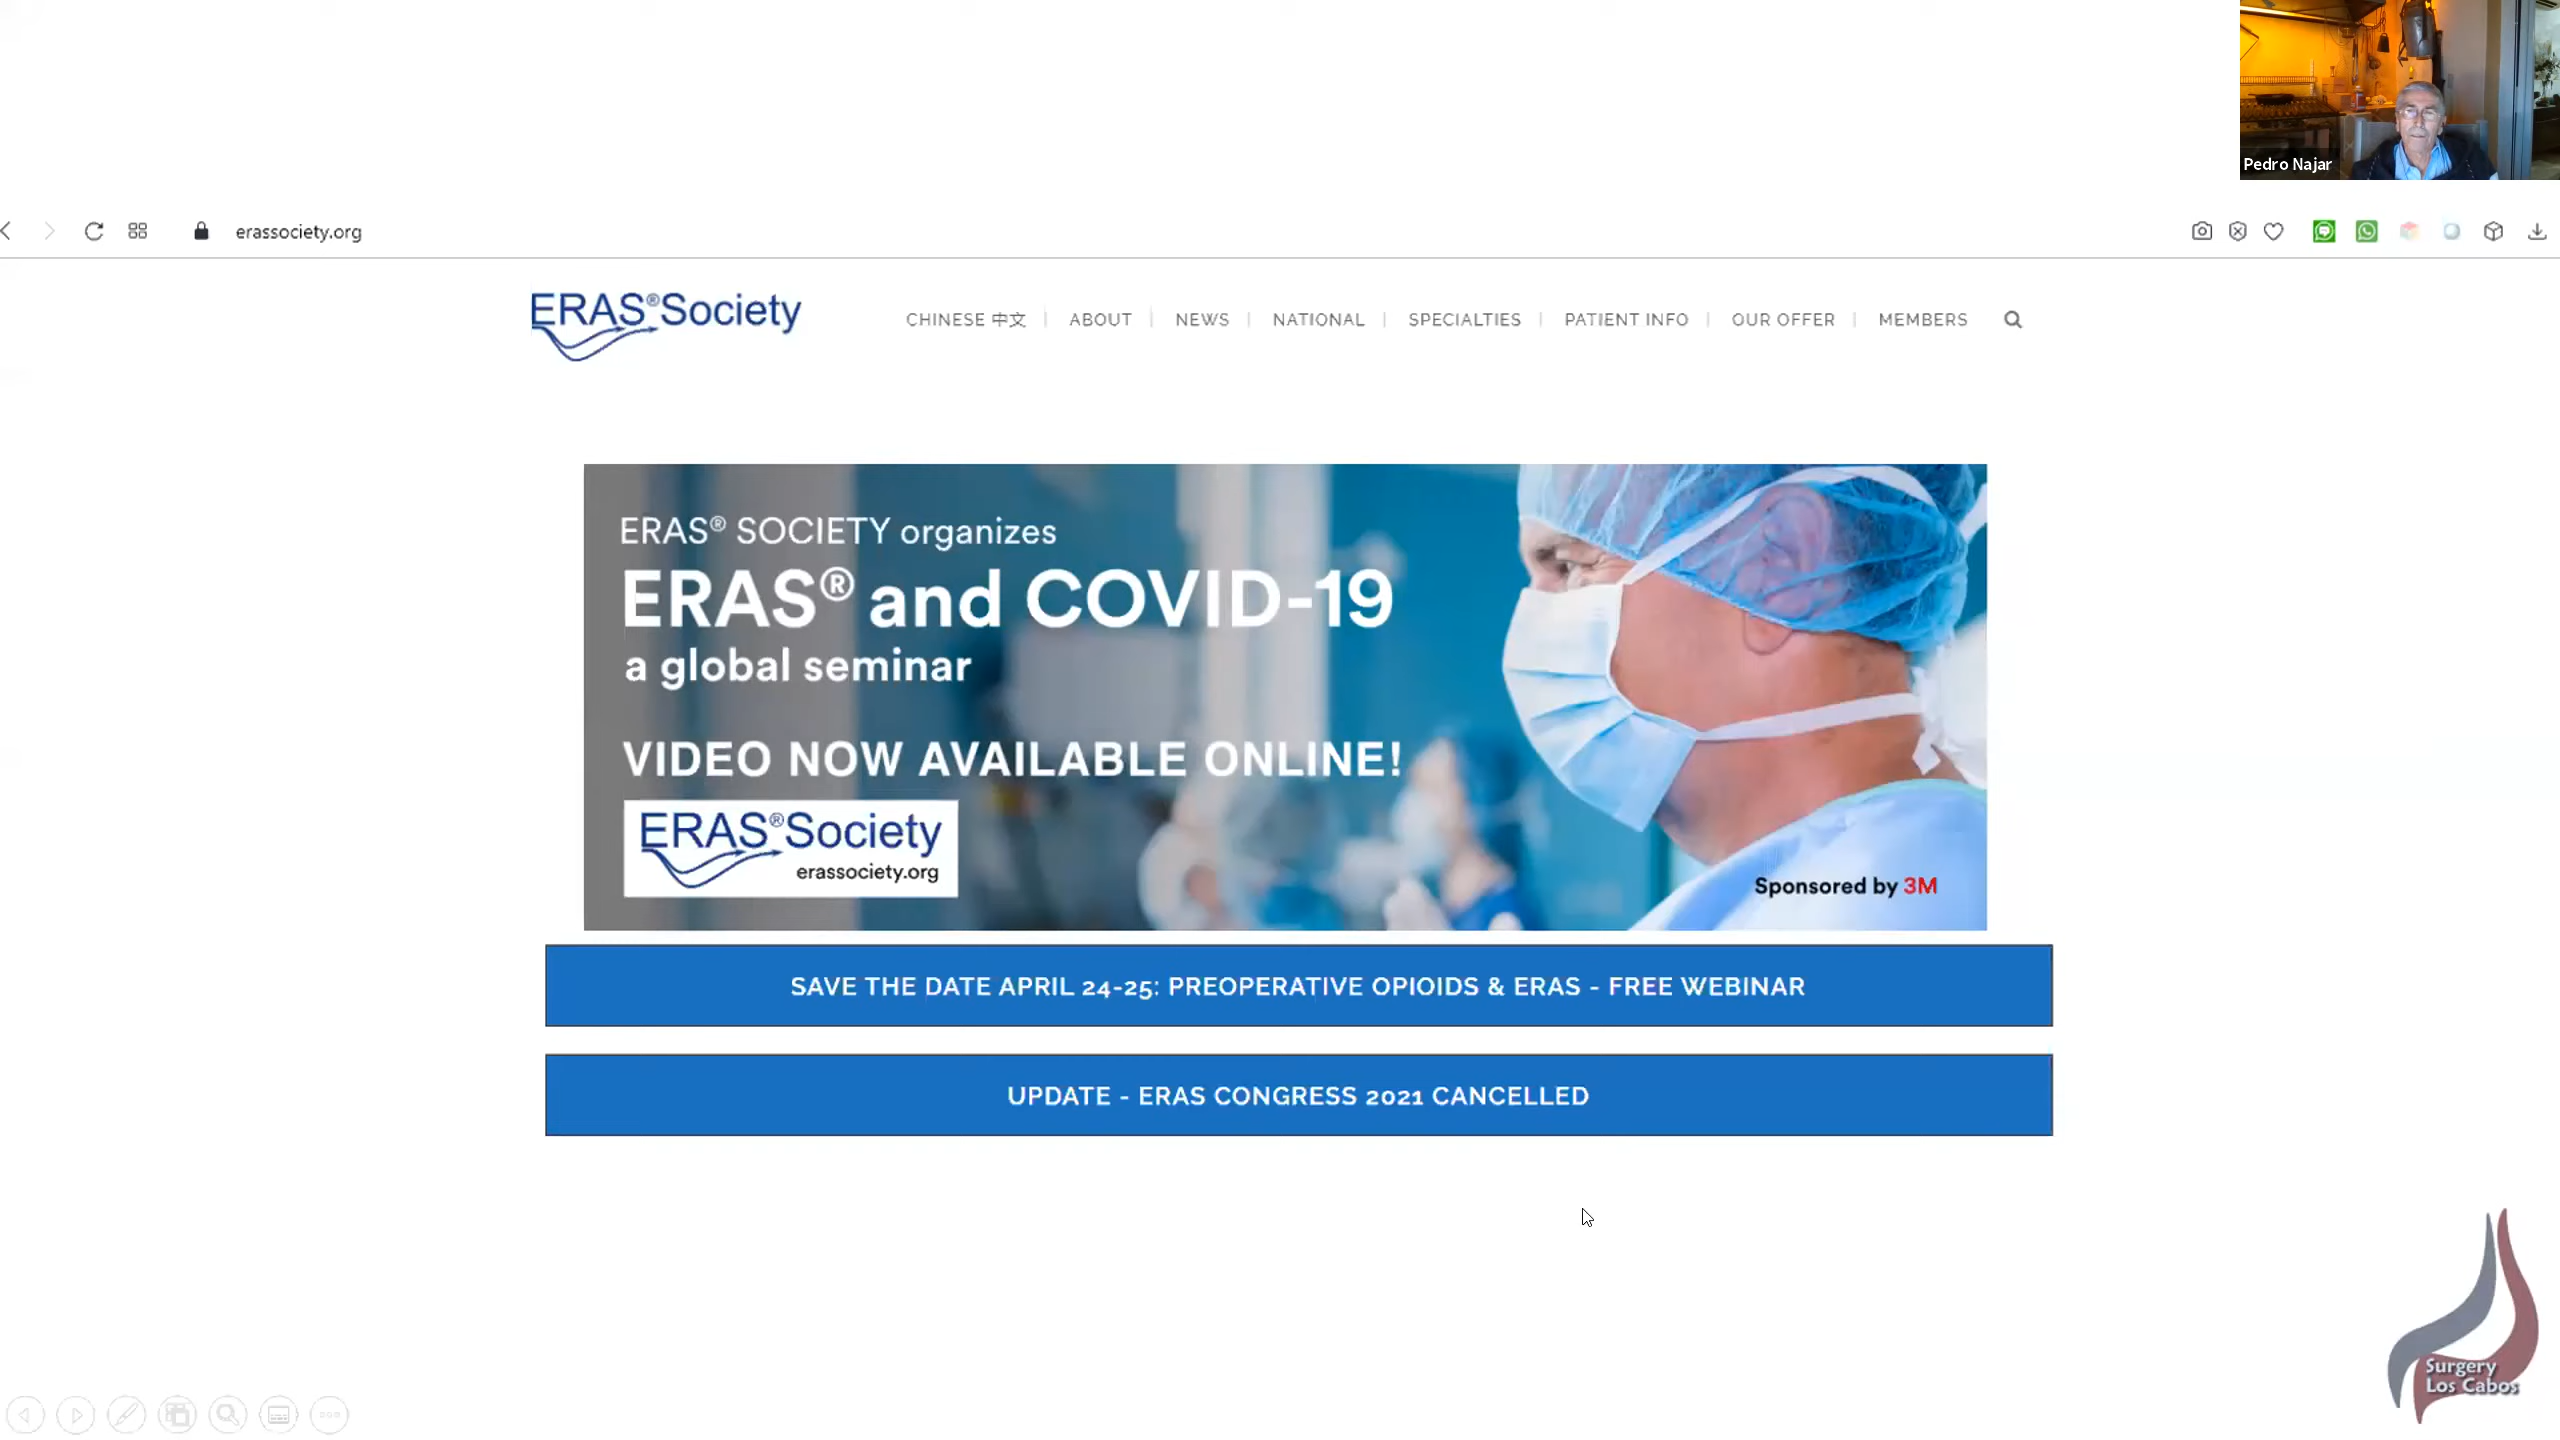 Pedro Najar
erassociety.org
ERAS®Society
CHINESE 中文
ABOUT
NEWS
NATIONAL
SPECIALTIES
PATIENT INFO
OUR OFFER
MEMBERS
ERAS® SOCIETY organizes
ERAS® and COVID-19
a global seminar
VIDEO NOW AVAILABLE ONLINE!
ERAS®Society
erassociety.org
Sponsored by 3M
SAVE THE DATE APRIL 24-25: PREOPERATIVE OPIOIDS & ERAS - FREE WEBINAR
UPDATE - ERAS CONGRESS 2021 CANCELLED
Surgery
Los Cabos